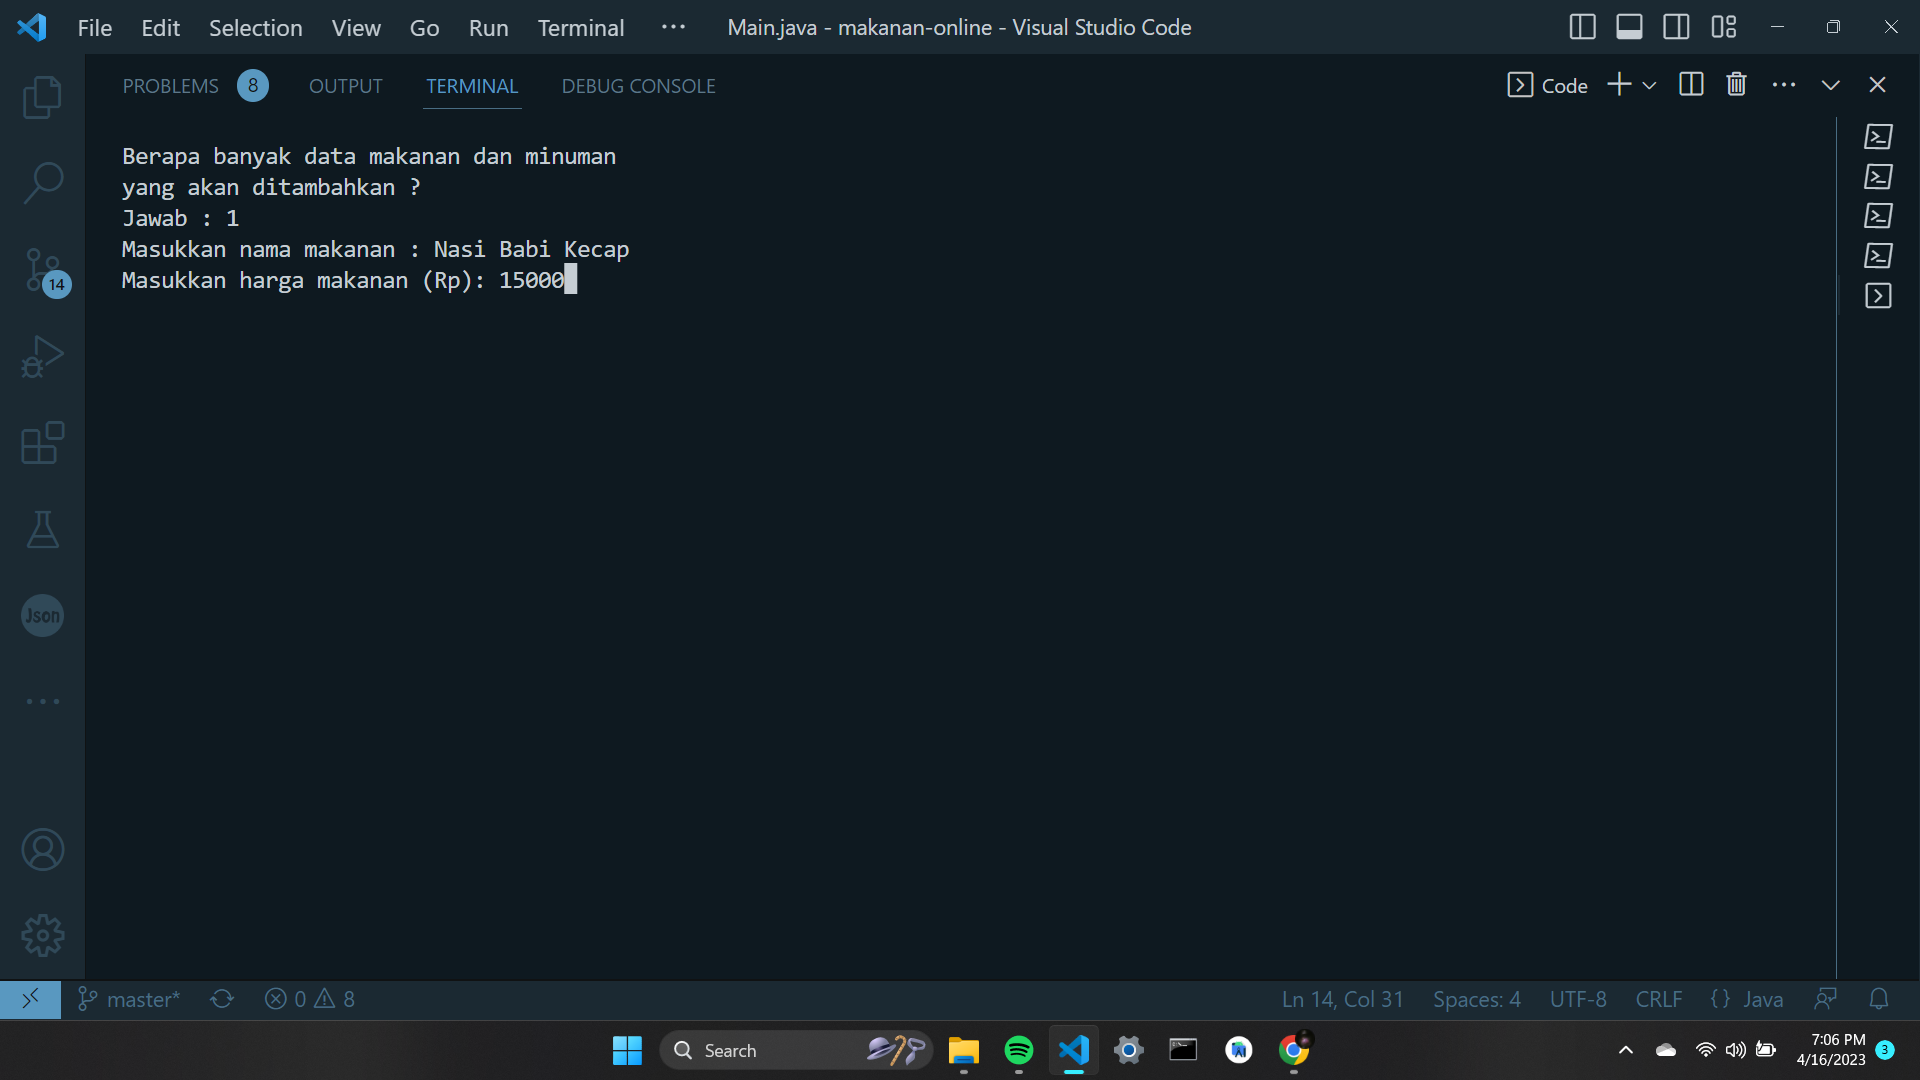 File Edit Selection View Go Run Terminal ··· Main.java - makanan-online - Visual Studio Code
PROBLEMS 8 OUTPUT TERMINAL DEBUG CONSOLE Code
Berapa banyak data makanan dan minuman
yang akan ditambahkan ?
Jawab : 1
Masukkan nama makanan : Nasi Babi Kecap
Masukkan harga makanan (Rp): 15000
14
Json
master* 0 8 Ln 14, Col 31 Spaces: 4 UTF-8 CRLF {} Java
Search 7:06 PM
4/16/2023 3